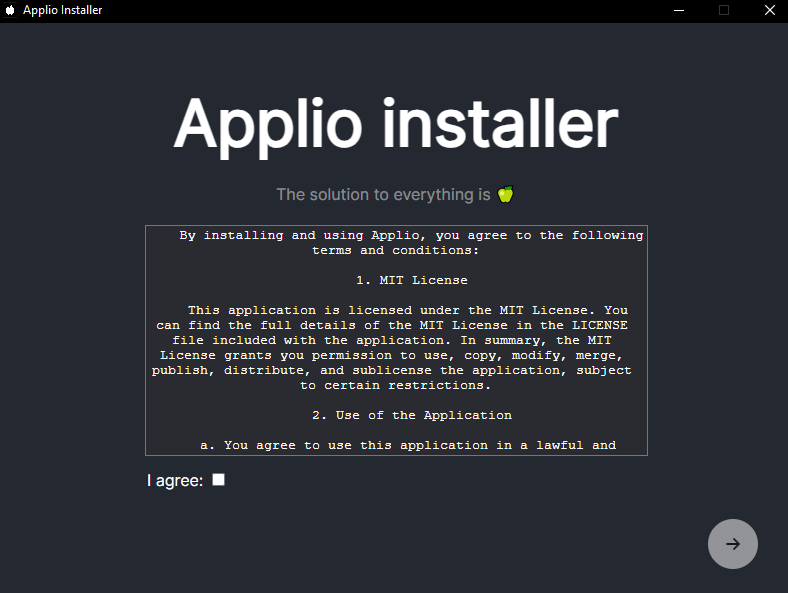 Applio Installer
Applio installer
The solution to everything is 🍏
By installing and using Applio, you agree to the following
terms and conditions:
1. MIT License
This application is licensed under the MIT License. You
can find the full details of the MIT License in the LICENSE
file included with the application. In summary, the MIT
License grants you permission to use, copy, modify, merge,
publish, distribute, and sublicense the application, subject
to certain restrictions.
2. Use of the Application
a. You agree to use this application in a lawful and
I agree: